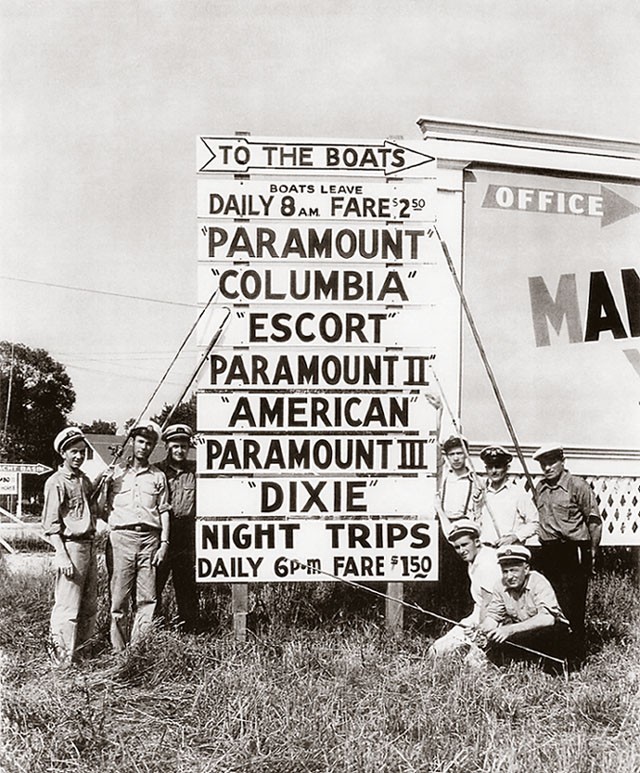 TO THE BOATS
BOATS LEAVE
DAILY 8 AM FARE $2 50
"PARAMOUNT"
"COLUMBIA"
"ESCORT"
PARAMOUNT II"
"AMERICAN"
"PARAMOUNT III"
"DIXIE"
NIGHT TRIPS
DAILY 6 P-M FARE $1 50
OFFICE
MA